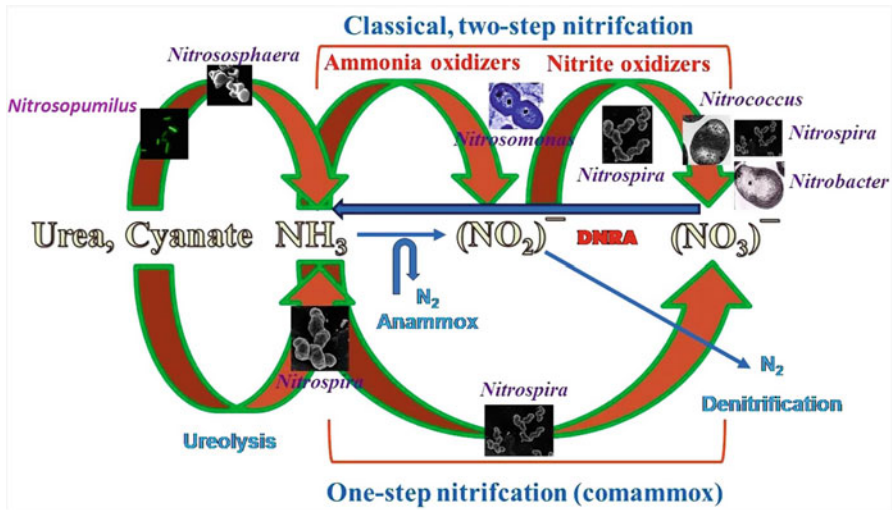 Classical, two-step nitrifcation
Nitrososphaera
Ammonia oxidizers
Nitrite oxidizers
Nitrosopumilus
Nitrococcus
Nitrosomonas
Nitrospira
Nitrospira
Nitrobacter
Urea, Cyanate
NH3
(NO2)−
DNRA
(NO3)−
N2
Anammox
Nitrospira
Nitrospira
N2
Denitrification
Ureolysis
One-step nitrifcation (comammox)